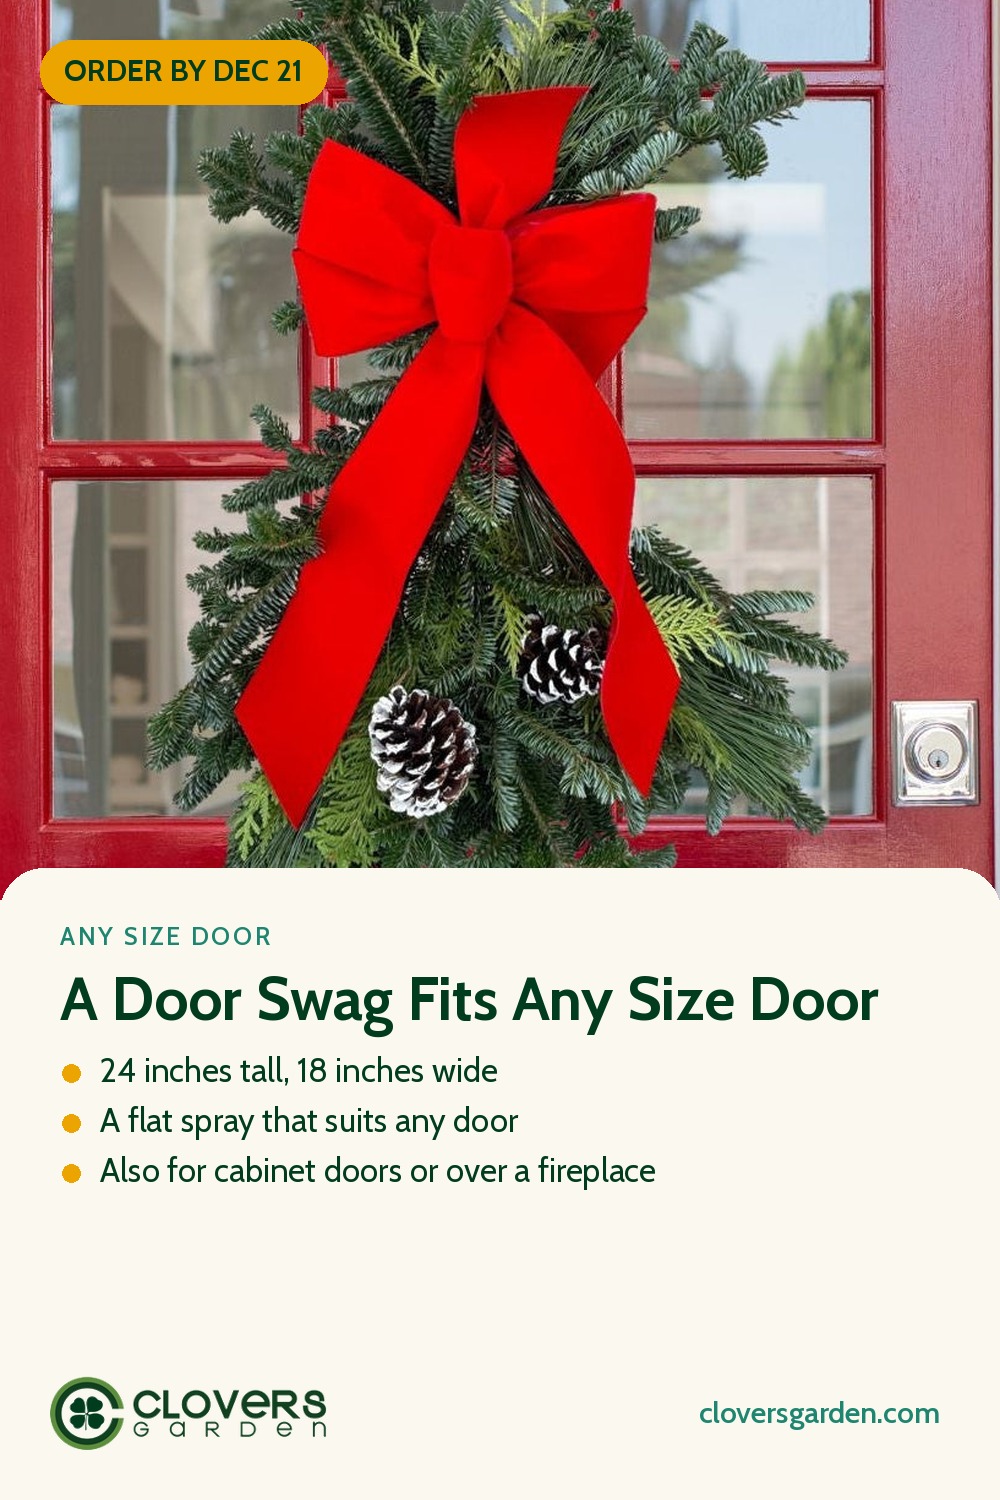 ORDER BY DEC 21
ANY SIZE DOOR
A Door Swag Fits Any Size Door
24 inches tall, 18 inches wide
A flat spray that suits any door
Also for cabinet doors or over a fireplace
CLOVERS
GARDEN
cloversgarden.com